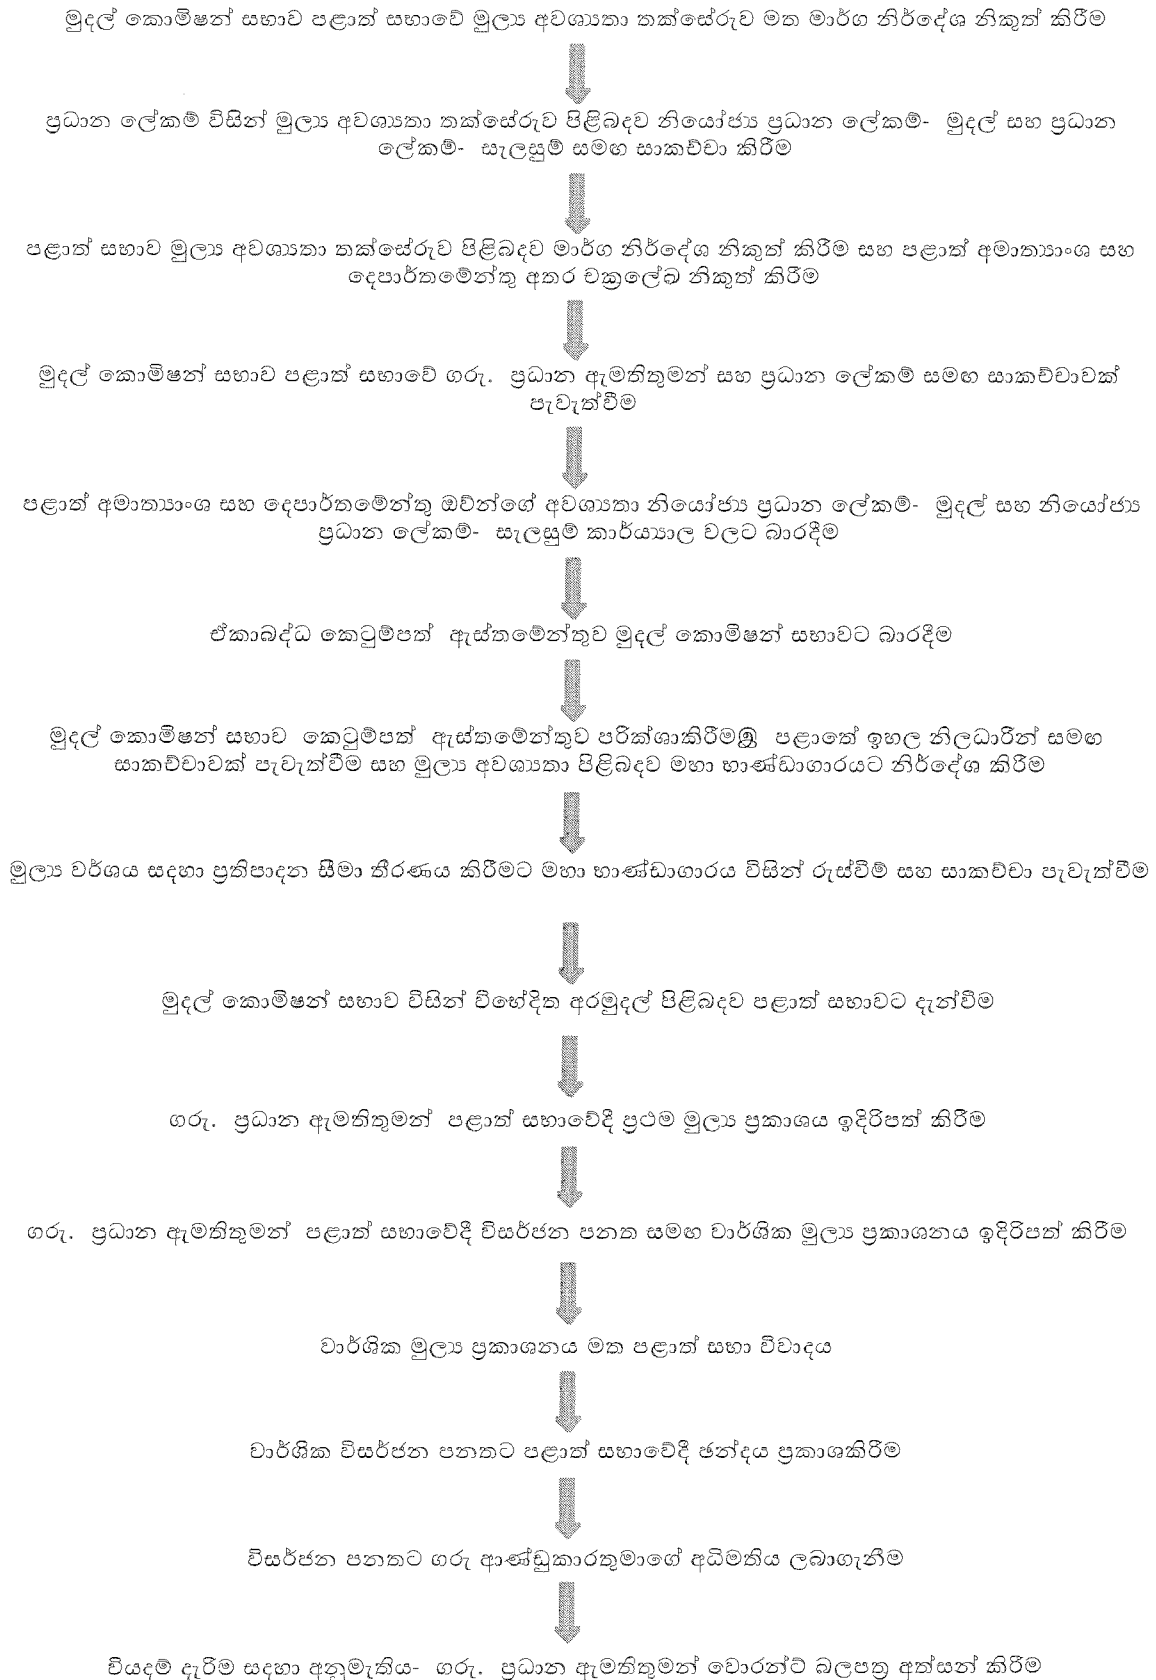 මුදල් කොමිෂන් සභාව පළාත් සභාවේ මූල්‍ය අවශ්‍යතා තක්සේරුව මත මාර්ග නිර්දේශ නිකුත් කිරීම
ප්‍රධාන ලේකම් විසින් මූල්‍ය අවශ්‍යතා තක්සේරුව පිළිබදව නියෝජ්‍ය ප්‍රධාන ලේකම්- මුදල් සහ ප්‍රධාන
ලේකම්- සැලසුම් සමඟ සාකච්චා කිරීම
පළාත් සභාව මූල්‍ය අවශ්‍යතා තක්සේරුව පිළිබදව මාර්ග නිර්දේශ නිකුත් කිරීම සහ පළාත් අමාත්‍යාංශ සහ
දෙපාර්තමේන්තු අතර චක්‍රලේඛ නිකුත් කිරීම
මුදල් කොමිෂන් සභාව පළාත් සභාවේ ගරු. ප්‍රධාන ඇමතිතුමන් සහ ප්‍රධාන ලේකම් සමඟ සාකච්චාවක්
පැවැත්වීම
පළාත් අමාත්‍යාංශ සහ දෙපාර්තමේන්තු ඔවුන්ගේ අවශ්‍යතා නියෝජ්‍ය ප්‍රධාන ලේකම්- මුදල් සහ නියෝජ්‍ය
ප්‍රධාන ලේකම්- සැලසුම් කාර්යාල වලට බාරදීම
ඒකාබද්ධ කෙටුම්පත් ඇස්තමේන්තුව මුදල් කොමිෂන් සභාවට බාරදීම
මුදල් කොමිෂන් සභාව කෙටුම්පත් ඇස්තමේන්තුව පරික්ශාකිරීමඹි පළාතේ ඉහල නිලධාරීන් සමඟ
සාකච්චාවක් පැවැත්වීම සහ මූල්‍ය අවශ්‍යතා පිළිබදව මහා භාණ්ඩාගාරයට නිර්දේශ කිරීම
මූල්‍ය වර්ශය සදහා ප්‍රතිපාදන සීමා තීරණය කිරීමට මහා භාණ්ඩාගාරය විසින් රුස්වීම් සහ සාකච්චා පැවැත්වීම
මුදල් කොමිෂන් සභාව විසින් විභේදිත අරමුදල් පිළිබදව පළාත් සභාවට දැන්වීම
ගරු. ප්‍රධාන ඇමතිතුමන් පළාත් සභාවේදී ප්‍රථම මූල්‍ය ප්‍රකාශය ඉදිරිපත් කිරීම
ගරු. ප්‍රධාන ඇමතිතුමන් පළාත් සභාවේදී විසර්ජන පනත සමඟ වාර්ශික මූල්‍ය ප්‍රකාශනය ඉදිරිපත් කිරීම
වාර්ශික මූල්‍ය ප්‍රකාශනය මත පළාත් සභා විවාදය
වාර්ශික විසර්ජන පනතට පළාත් සභාවේදී ඡන්දය ප්‍රකාශකිරීම
විසර්ජන පනතට ගරු ආණ්ඩුකාරතුමාගේ අධිමතිය ලබාගැනීම
වියදම් දැරීම සදහා අනුමැතිය- ගරු. ප්‍රධාන ඇමතිතුමන් වොරන්ට් බලපත්‍ර අත්සන් කිරීම